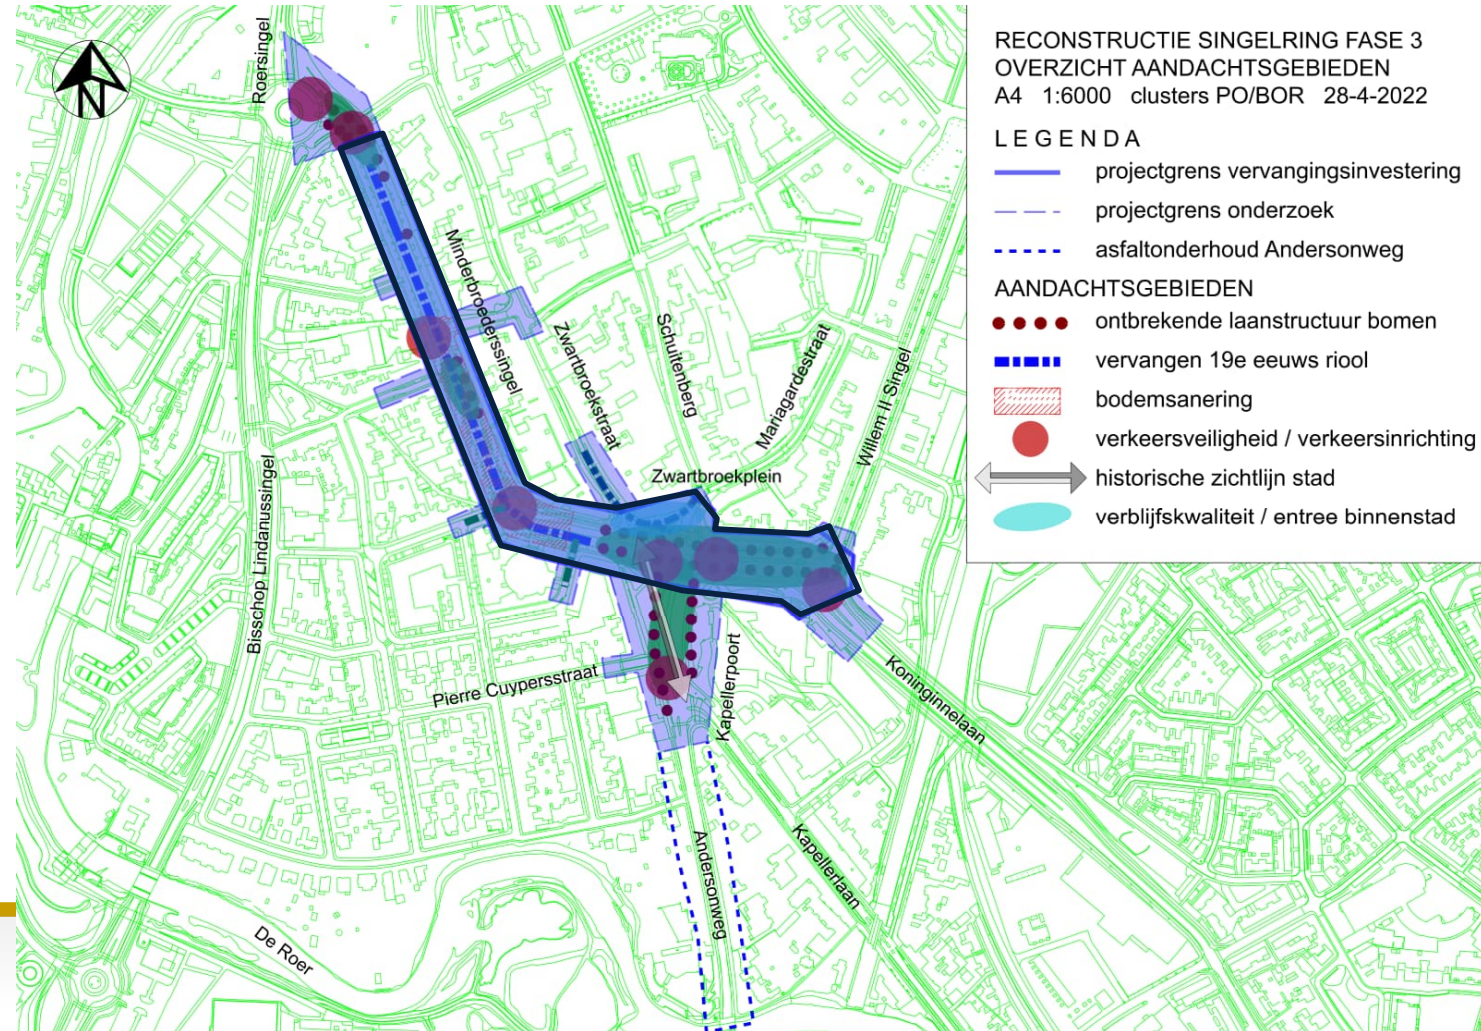 RECONSTRUCTIE SINGELRING FASE 3
OVERZICHT AANDACHTSGEBIEDEN
A4 1:6000 clusters PO/BOR 28-4-2022
LEGENDA
projectgrens vervangingsinvestering
projectgrens onderzoek
asfaltonderhoud Andersonweg
AANDACHTSGEBIEDEN
ontbrekende laanstructuur bomen
vervangen 19e eeuws riool
bodemsanering
verkeersveiligheid / verkeersinrichting
historische zichtlijn stad
verblijfskwaliteit / entree binnenstad
N
Roersingel
Minderbroederssingel
Zwartbroekstraat
Schuitenberg
Mariagardestraat
Willem II Singel
Zwartbroekplein
Bisschop Lindanussingel
Pierre Cuypersstraat
Kapellerpoort
Koninginnelaan
Kapellerlaan
Andersonweg
De Roer